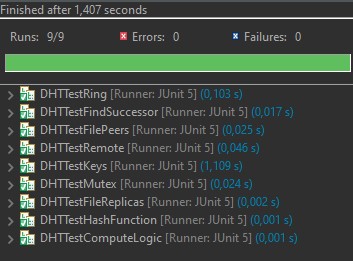 Finished after 1,407 seconds
Runs: 9/9 Errors: 0 Failures: 0
DHTTestRing [Runner: JUnit 5] (0,103 s)
DHTTestFindSuccessor [Runner: JUnit 5] (0,017 s)
DHTTestFilePeers [Runner: JUnit 5] (0,025 s)
DHTTestRemote [Runner: JUnit 5] (0,046 s)
DHTTestKeys [Runner: JUnit 5] (1,109 s)
DHTTestMutex [Runner: JUnit 5] (0,024 s)
DHTTestFileReplicas [Runner: JUnit 5] (0,002 s)
DHTTestHashFunction [Runner: JUnit 5] (0,001 s)
DHTTestComputeLogic [Runner: JUnit 5] (0,001 s)